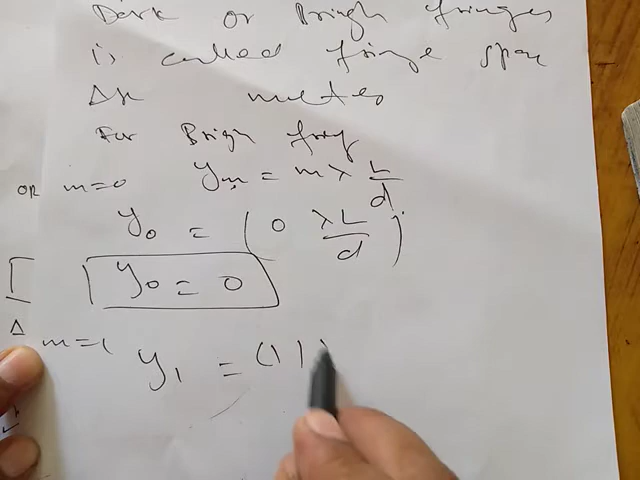 Dark or Bright fringes
is called fringe space
Δx meters
For Bright fring
OR m=0 yₘ = mλ L/d
y₀ = (0 λL/d)
y₀ = 0
Δ
m=1 y₁ = (1)